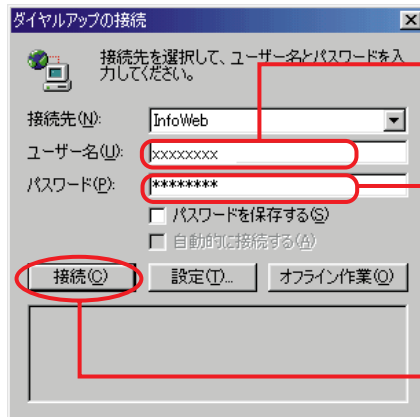 ダイヤルアップの接続
接続先を選択して、ユーザー名とパスワードを入
力してください。
接続先(N):
InfoWeb
ユーザー名(U):
xxxxxxxx
パスワード(P):
********
パスワードを保存する(S)
自動的に接続する(A)
接続(C)
設定(T)...
オフライン作業(O)